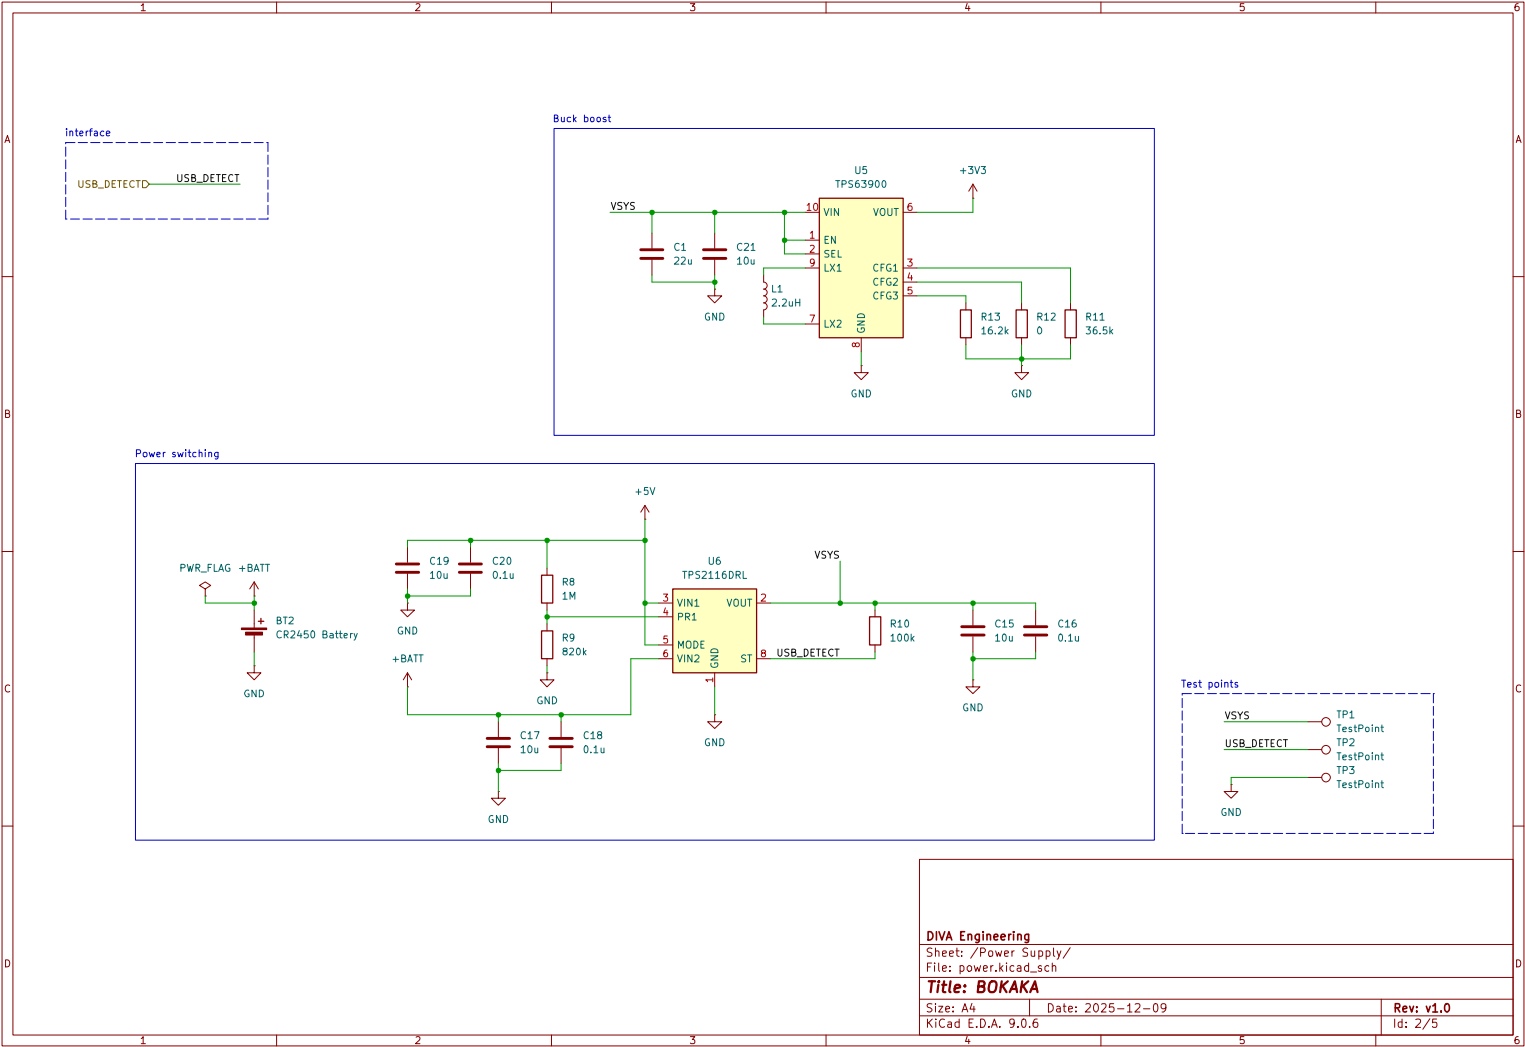 1 2 3 4 5 6
A A
B B
C C
D D
1 2 3 4 5 6
interface
USB_DETECT USB_DETECT
Buck boost
U5
TPS63900
+3V3
VSYS
10 VIN
VOUT 6
1 EN
2 SEL
9 LX1
7 LX2
CFG1 3
CFG2 4
CFG3 5
GND
8
C1
22u
C21
10u
GND
L1
2.2uH
R13
16.2k
R12
0
R11
36.5k
GND
GND
Power switching
+5V
PWR_FLAG +BATT
BT2
CR2450 Battery
GND
C19
10u
C20
0.1u
GND
R8
1M
R9
820k
GND
+BATT
C17
10u
C18
0.1u
GND
U6
TPS2116DRL
3 VIN1
4 PR1
5 MODE
6 VIN2
VOUT 2
ST 8
GND
1
GND
VSYS
USB_DETECT
R10
100k
C15
10u
C16
0.1u
GND
Test points
VSYS
TP1
TestPoint
USB_DETECT
TP2
TestPoint
TP3
TestPoint
GND
DIVA Engineering
Sheet: /Power Supply/
File: power.kicad_sch
Title: BOKAKA
Size: A4 Date: 2025-12-09 Rev: v1.0
KiCad E.D.A. 9.0.6 Id: 2/5